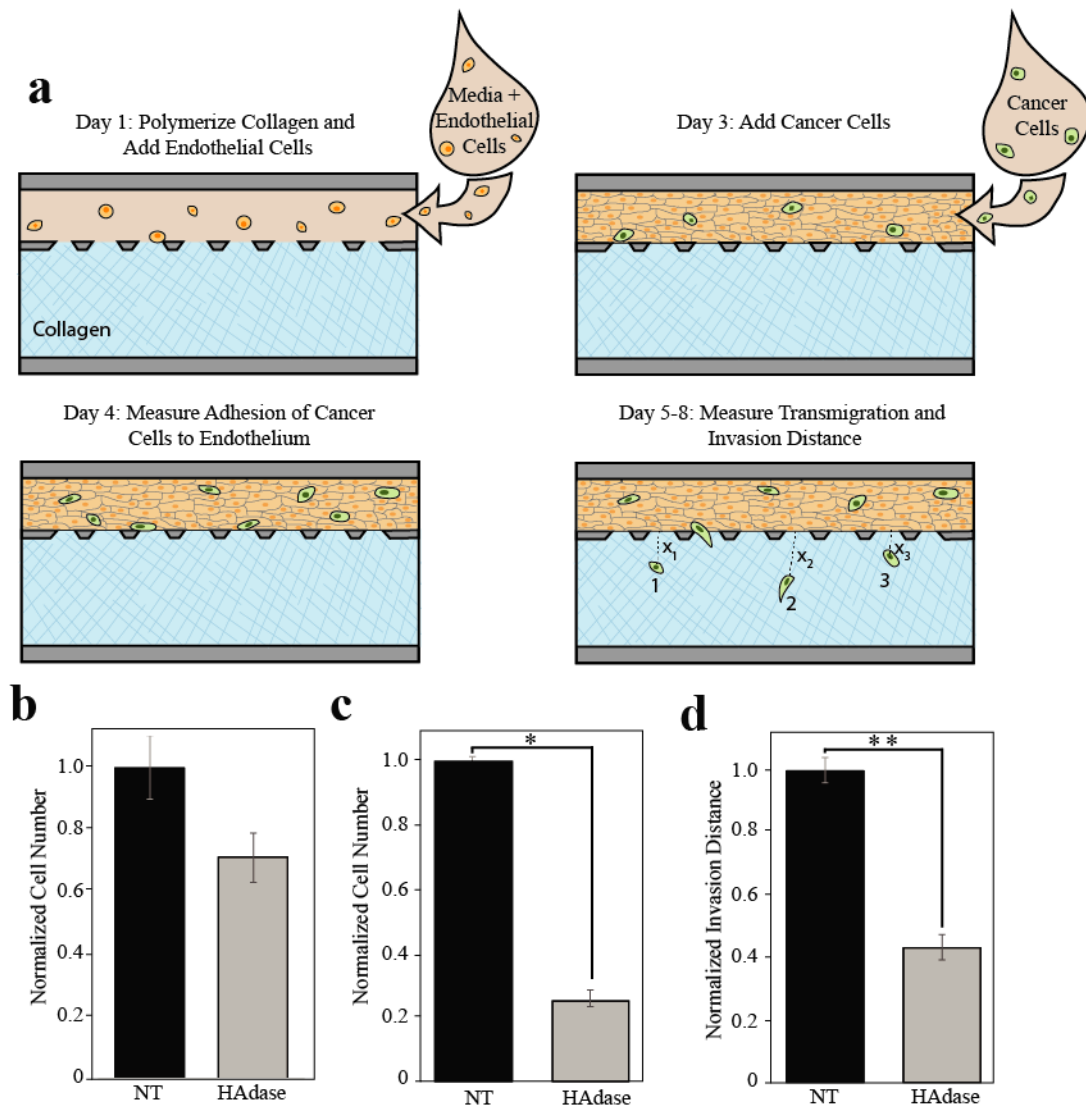 a
Media +
Endothelial
Cells
Day 1: Polymerize Collagen and
Add Endothelial Cells
Collagen
Cancer
Cells
Day 3: Add Cancer Cells
Day 4: Measure Adhesion of Cancer
Cells to Endothelium
Day 5-8: Measure Transmigration and
Invasion Distance
x1
1
x2
2
x3
3
b
Normalized Cell Number
1.0
0.8
0.6
0.4
0.2
0
NT
HAdase
c
Normalized Cell Number
*
1.0
0.8
0.6
0.4
0.2
0
NT
HAdase
d
Normalized Invasion Distance
**
1.0
0.8
0.6
0.4
0.2
0
NT
HAdase